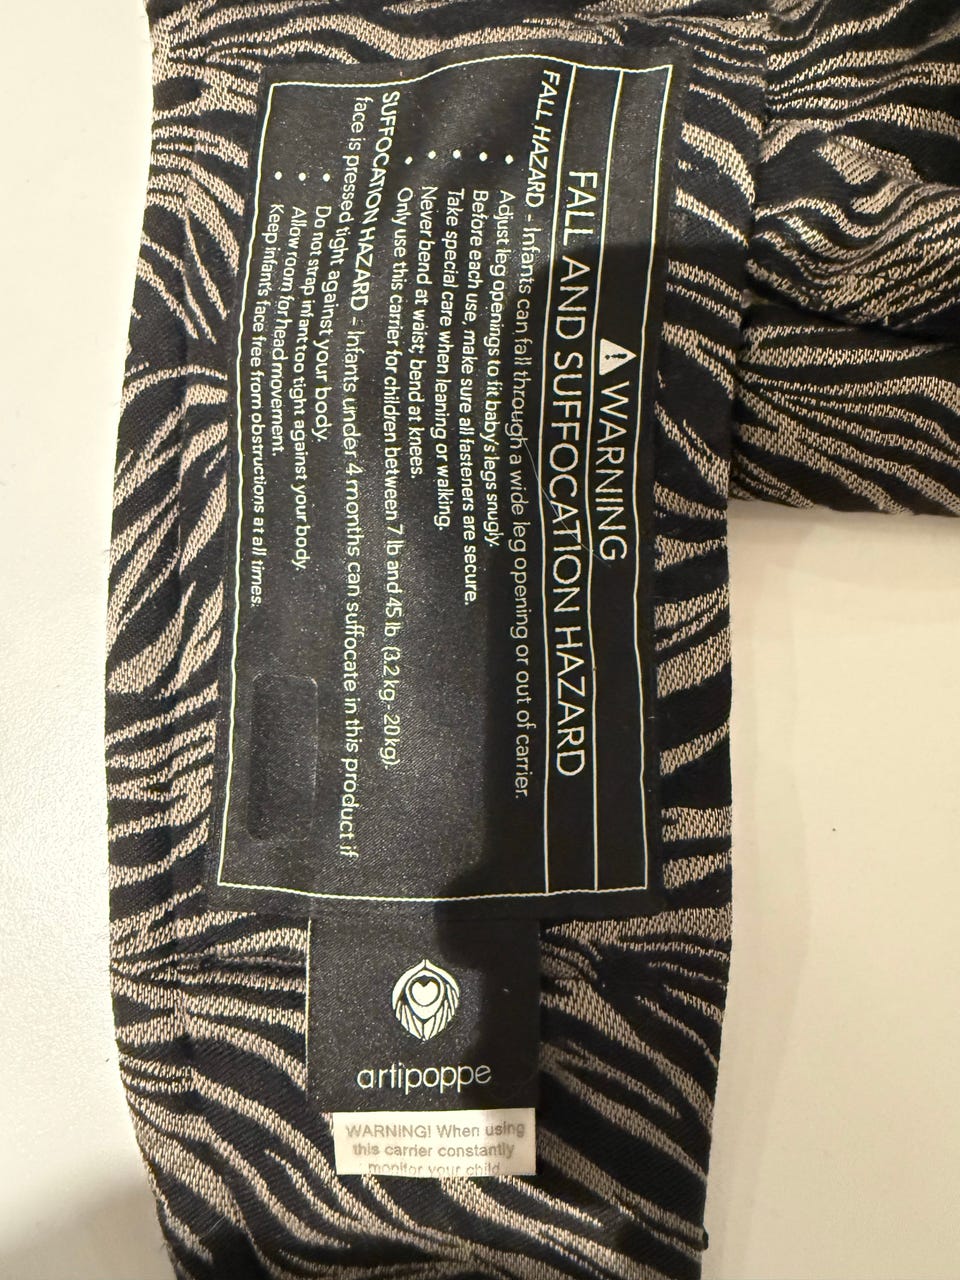 WARNING
FALL AND SUFFOCATION HAZARD
FALL HAZARD - Infants can fall through a wide leg opening or out of carrier.
• Adjust leg openings to fit baby's legs snugly.
• Before each use, make sure all fasteners are secure.
• Take special care when leaning or walking.
• Never bend at waist; bend at knees.
• Only use this carrier for children between 7 lb and 45 lb (3.2 kg - 20 kg)
SUFFOCATION HAZARD - Infants under 4 months can suffocate in this product if
face is pressed tight against your body.
• Do not strap infant too tight against your body.
• Allow room for head movement.
• Keep infant's face free from obstructions at all times.
artipoppe
WARNING! When using
this carrier constantly
monitor your child